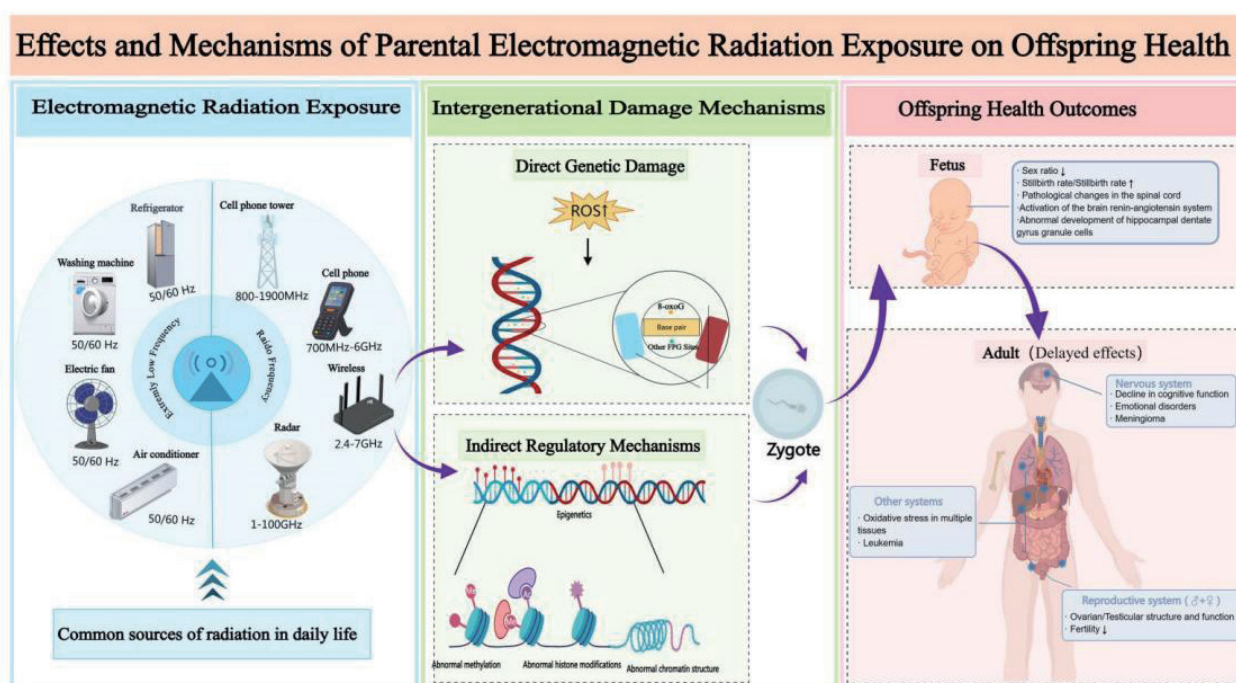 Effects and Mechanisms of Parental Electromagnetic Radiation Exposure on Offspring Health
Electromagnetic Radiation Exposure
Refrigerator
50/60 Hz
Washing machine
50/60 Hz
Electric fan
50/60 Hz
Air conditioner
50/60 Hz
Extremly Low Frequency
Raido Frequency
Cell phone tower
800-1900MHz
Cell phone
700MHz-6GHz
Wireless
2.4-7GHz
Radar
1-100GHz
Common sources of radiation in daily life
Intergenerational Damage Mechanisms
Direct Genetic Damage
ROS↑
8-oxoG
Base pair
Other FPG Sites
Indirect Regulatory Mechanisms
Epigenetics
Me
Ac
Me
Abnormal methylation
Abnormal histone modifications
Abnormal chromatin structure
Zygote
Offspring Health Outcomes
Fetus
· Sex ratio ↓
· Stillbirth rate/Stillbirth rate ↑
· Pathological changes in the spinal cord
· Activation of the brain renin-angiotensin system
·Abnormal development of hippocampal dentate
gyrus granule cells
Adult (Delayed effects)
Nervous system
· Decline in cognitive function
· Emotional disorders
· Meningioma
Other systems
· Oxidative stress in multiple
tissues
· Leukemia
Reproductive system (♂+♀)
· Ovarian/Testicular structure and function
· Fertility ↓